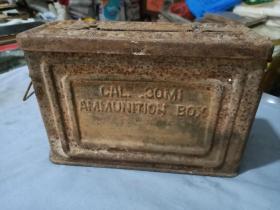 CAL. .30M1
AMMUNITION BOX